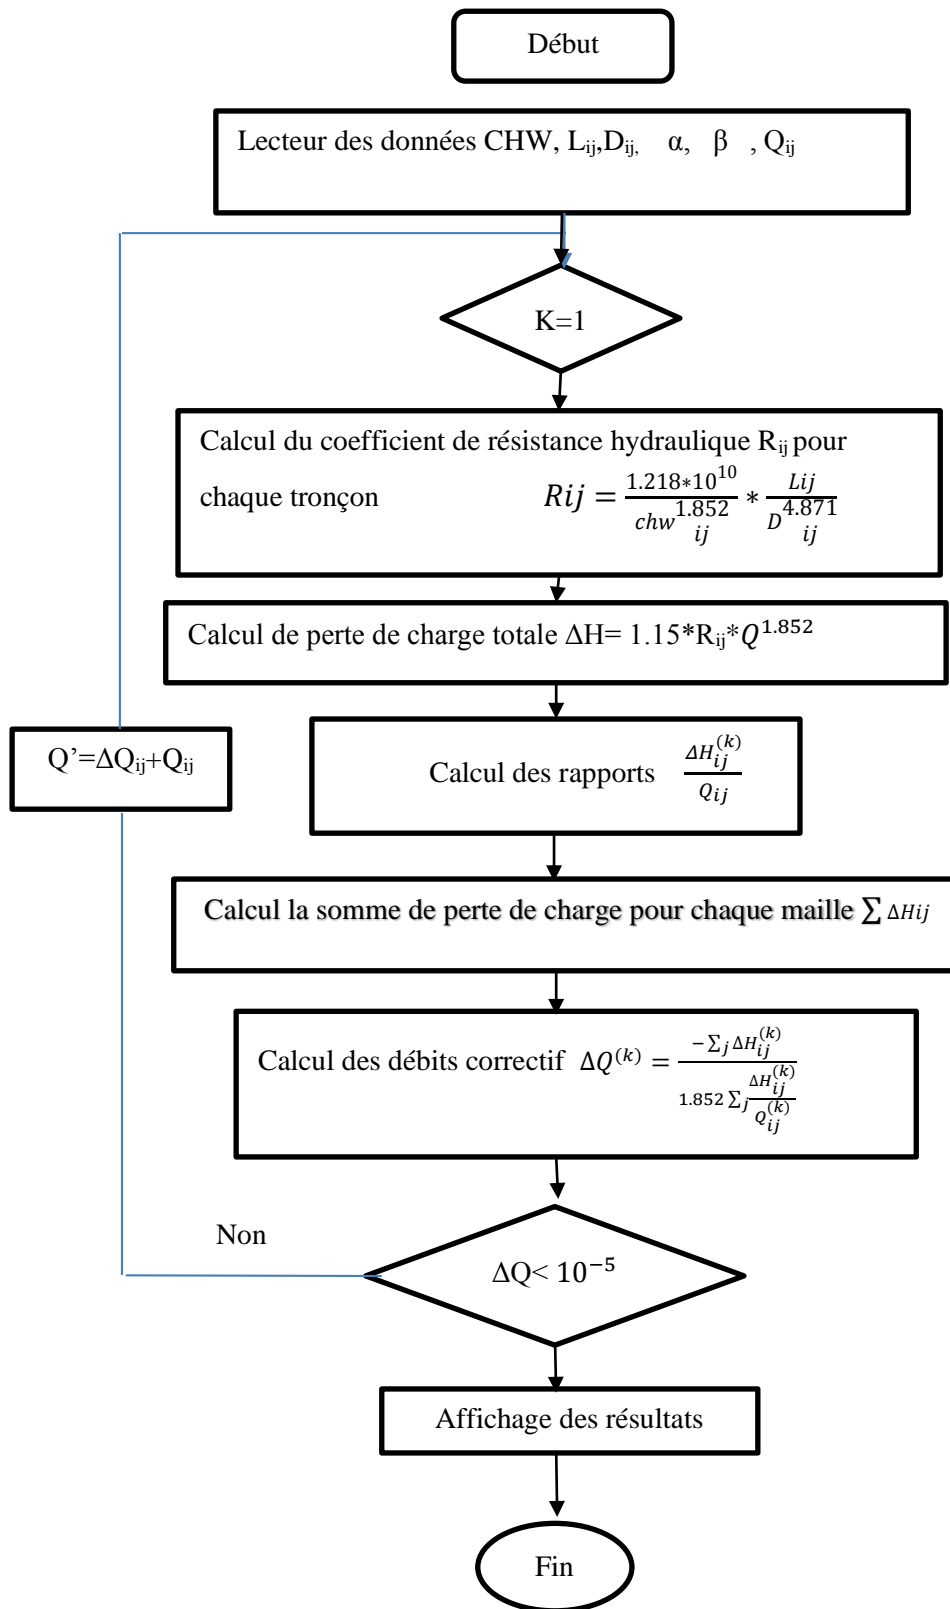 Début
Lecteur des données CHW, Lij,Dij, α, β , Qij
K=1
Calcul du coefficient de résistance hydraulique Rij pour
chaque tronçon Rij = 1.218*10^10 / chw^1.852 ij * Lij / D^4.871 ij
Calcul de perte de charge totale ΔH= 1.15*Rij*Q^1.852
Q’=ΔQij+Qij
Calcul des rapports ΔH_ij^(k) / Q_ij
Calcul la somme de perte de charge pour chaque maille ∑ ΔHij
Calcul des débits correctif ΔQ^(k) = −∑_j ΔH_ij^(k) / 1.852 ∑_j ΔH_ij^(k) / Q_ij^(k)
Non
ΔQ< 10^−5
Affichage des résultats
Fin